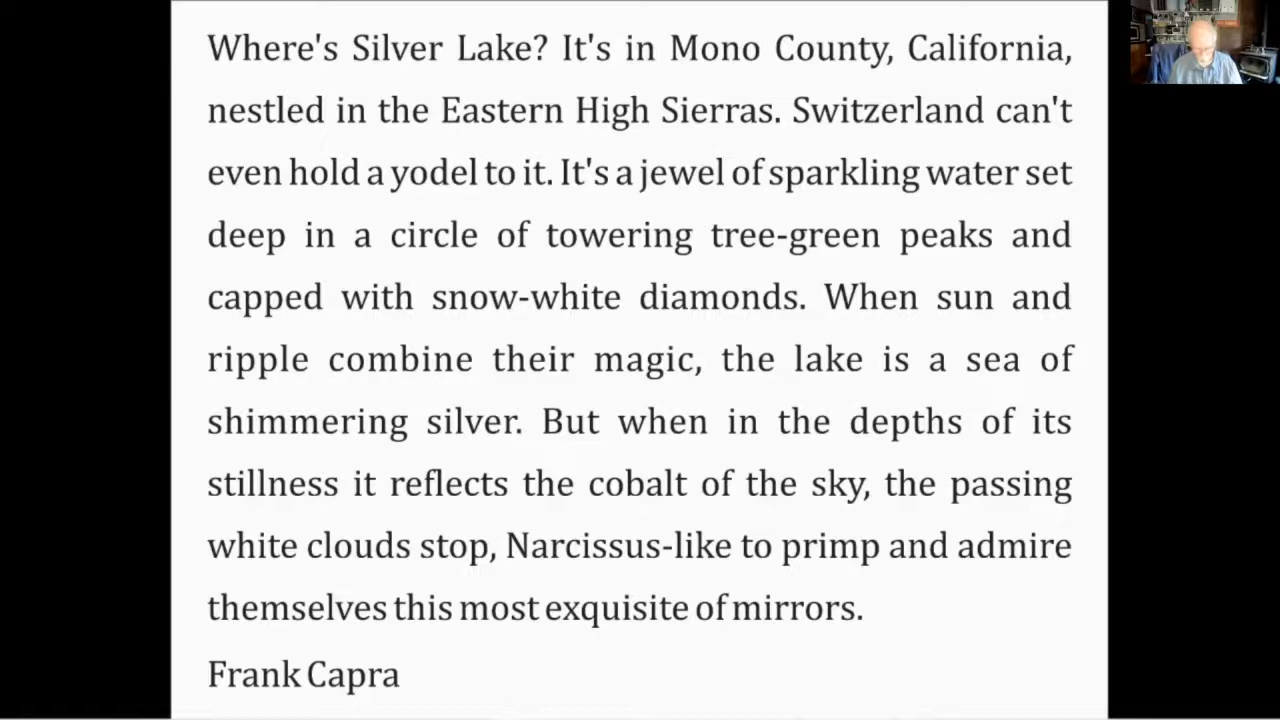 Where's Silver Lake? It's in Mono County, California,
nestled in the Eastern High Sierras. Switzerland can't
even hold a yodel to it. It's a jewel of sparkling water set
deep in a circle of towering tree-green peaks and
capped with snow-white diamonds. When sun and
ripple combine their magic, the lake is a sea of
shimmering silver. But when in the depths of its
stillness it reflects the cobalt of the sky, the passing
white clouds stop, Narcissus-like to primp and admire
themselves this most exquisite of mirrors.
Frank Capra